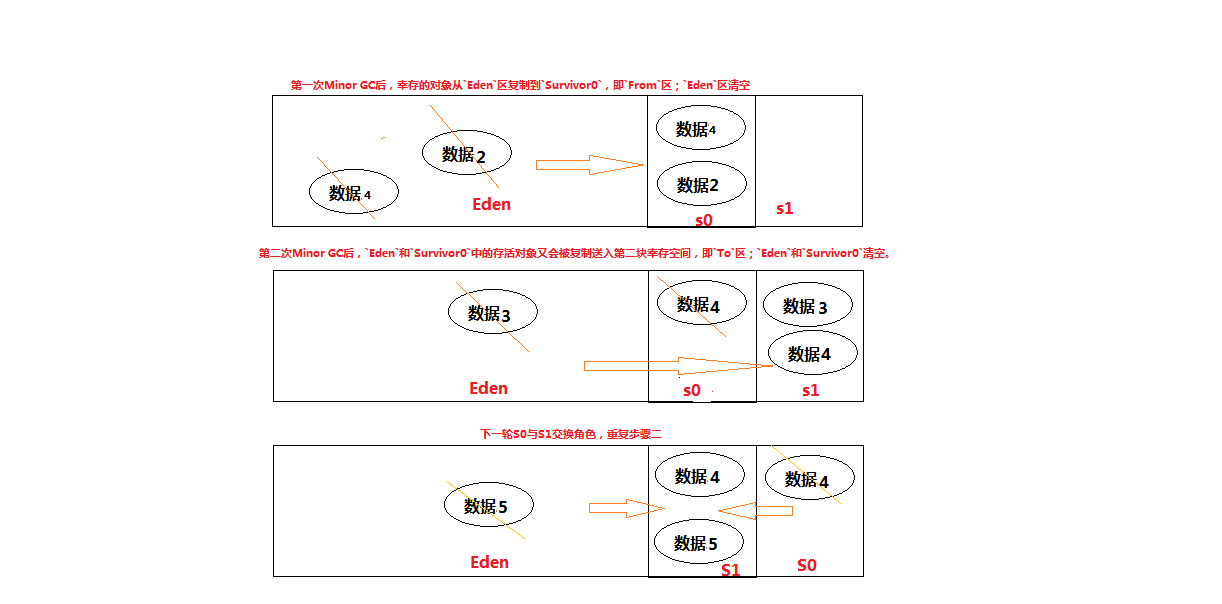 第一次Minor GC后，幸存的对象从`Eden`区复制到`Survivor0`，即`From`区；`Eden`区清空
数据4
数据2
数据4
数据2
Eden
s0
s1
第二次Minor GC后，`Eden`和`Survivor0`中的存活对象又会被复制送入第二块幸存空间，即`To`区；`Eden`和`Survivor0`清空。
数据3
数据4
数据3
数据4
Eden
s0
s1
下一轮S0与S1交换角色，重复步骤二
数据4
数据4
数据5
数据5
Eden
S1
S0